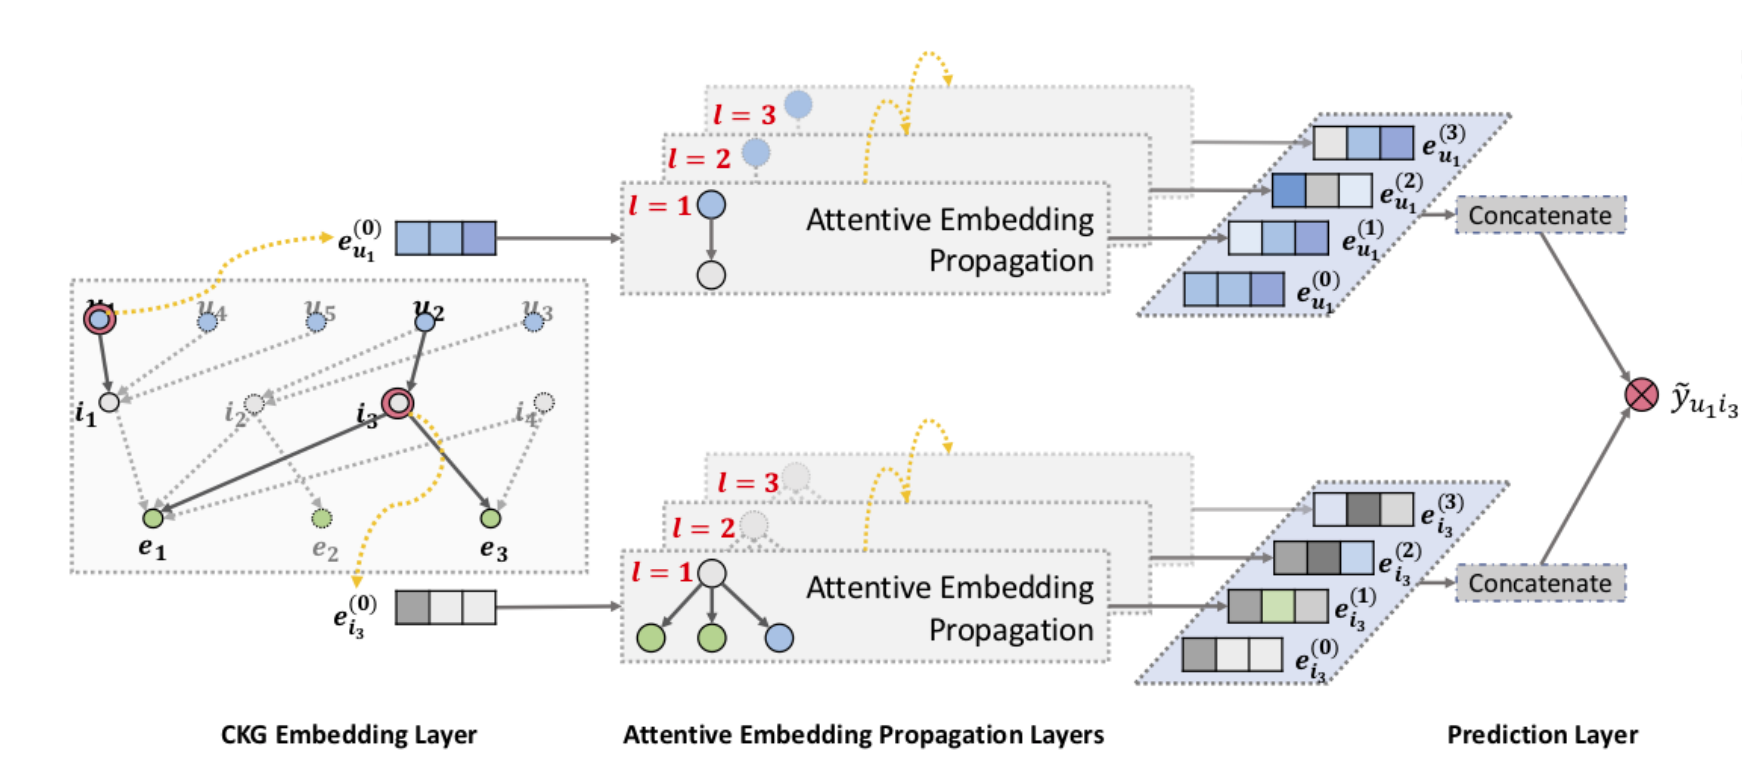 l = 3
l = 2
l = 1
Attentive Embedding
Propagation
e_{u_1}^{(3)}
e_{u_1}^{(2)}
e_{u_1}^{(1)}
e_{u_1}^{(0)}
Concatenate
e_{u_1}^{(0)}
u_1 u_4 u_5 u_2 u_3
i_1 i_2 i_3 i_4
e_1 e_2 e_3
e_{i_3}^{(0)}
ỹ_{u_1 i_3}
l = 3
l = 2
l = 1
Attentive Embedding
Propagation
e_{i_3}^{(3)}
e_{i_3}^{(2)}
e_{i_3}^{(1)}
e_{i_3}^{(0)}
Concatenate
CKG Embedding Layer
Attentive Embedding Propagation Layers
Prediction Layer